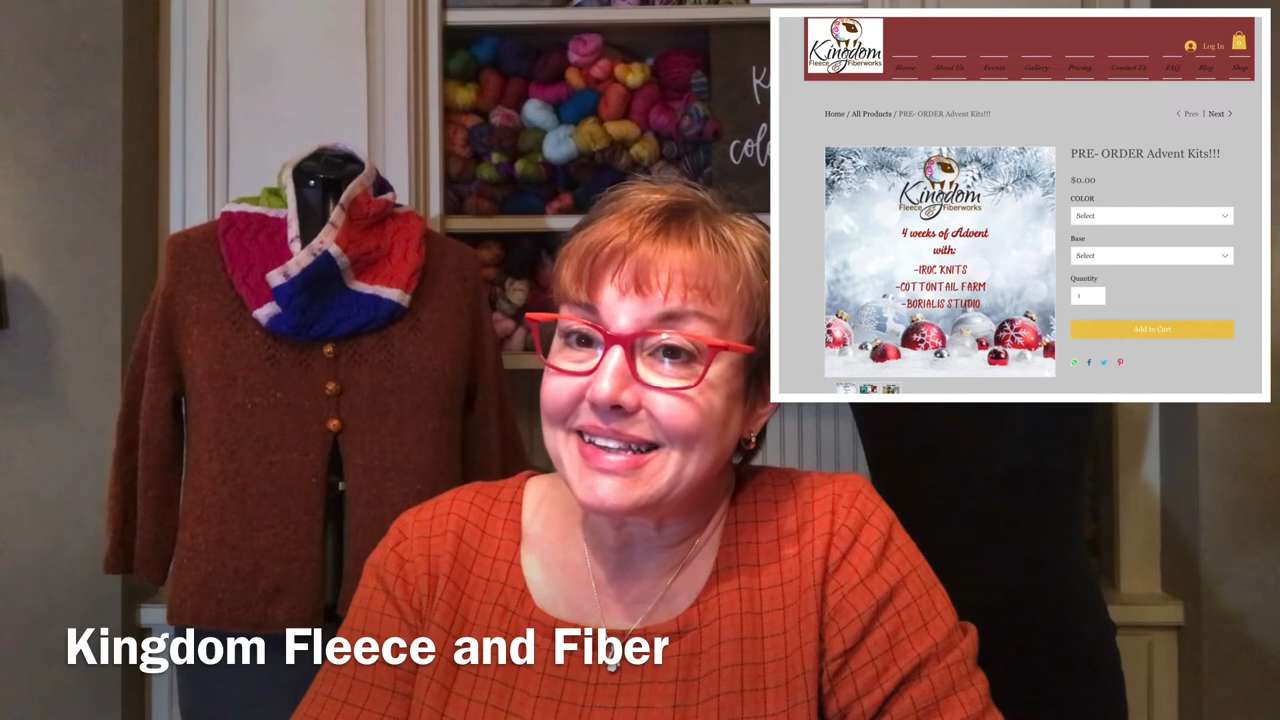 K
colo
Kingdom
Fleece & Fiberworks
Log In
0
Home
About Us
Events
Gallery
Pricing
Contact Us
FAQ
Blog
Shop
Home / All Products / PRE- ORDER Advent Kits!!!
Prev | Next
Kingdom
Fleece & Fiberworks
4 weeks of Advent
with:
-IROC KNITS
-COTTONTAIL FARM
-BORIALIS STUDIO
PRE- ORDER Advent Kits!!!
$0.00
COLOR
Select
Base
Select
Quantity
1
Add to Cart
Kingdom Fleece and Fiber